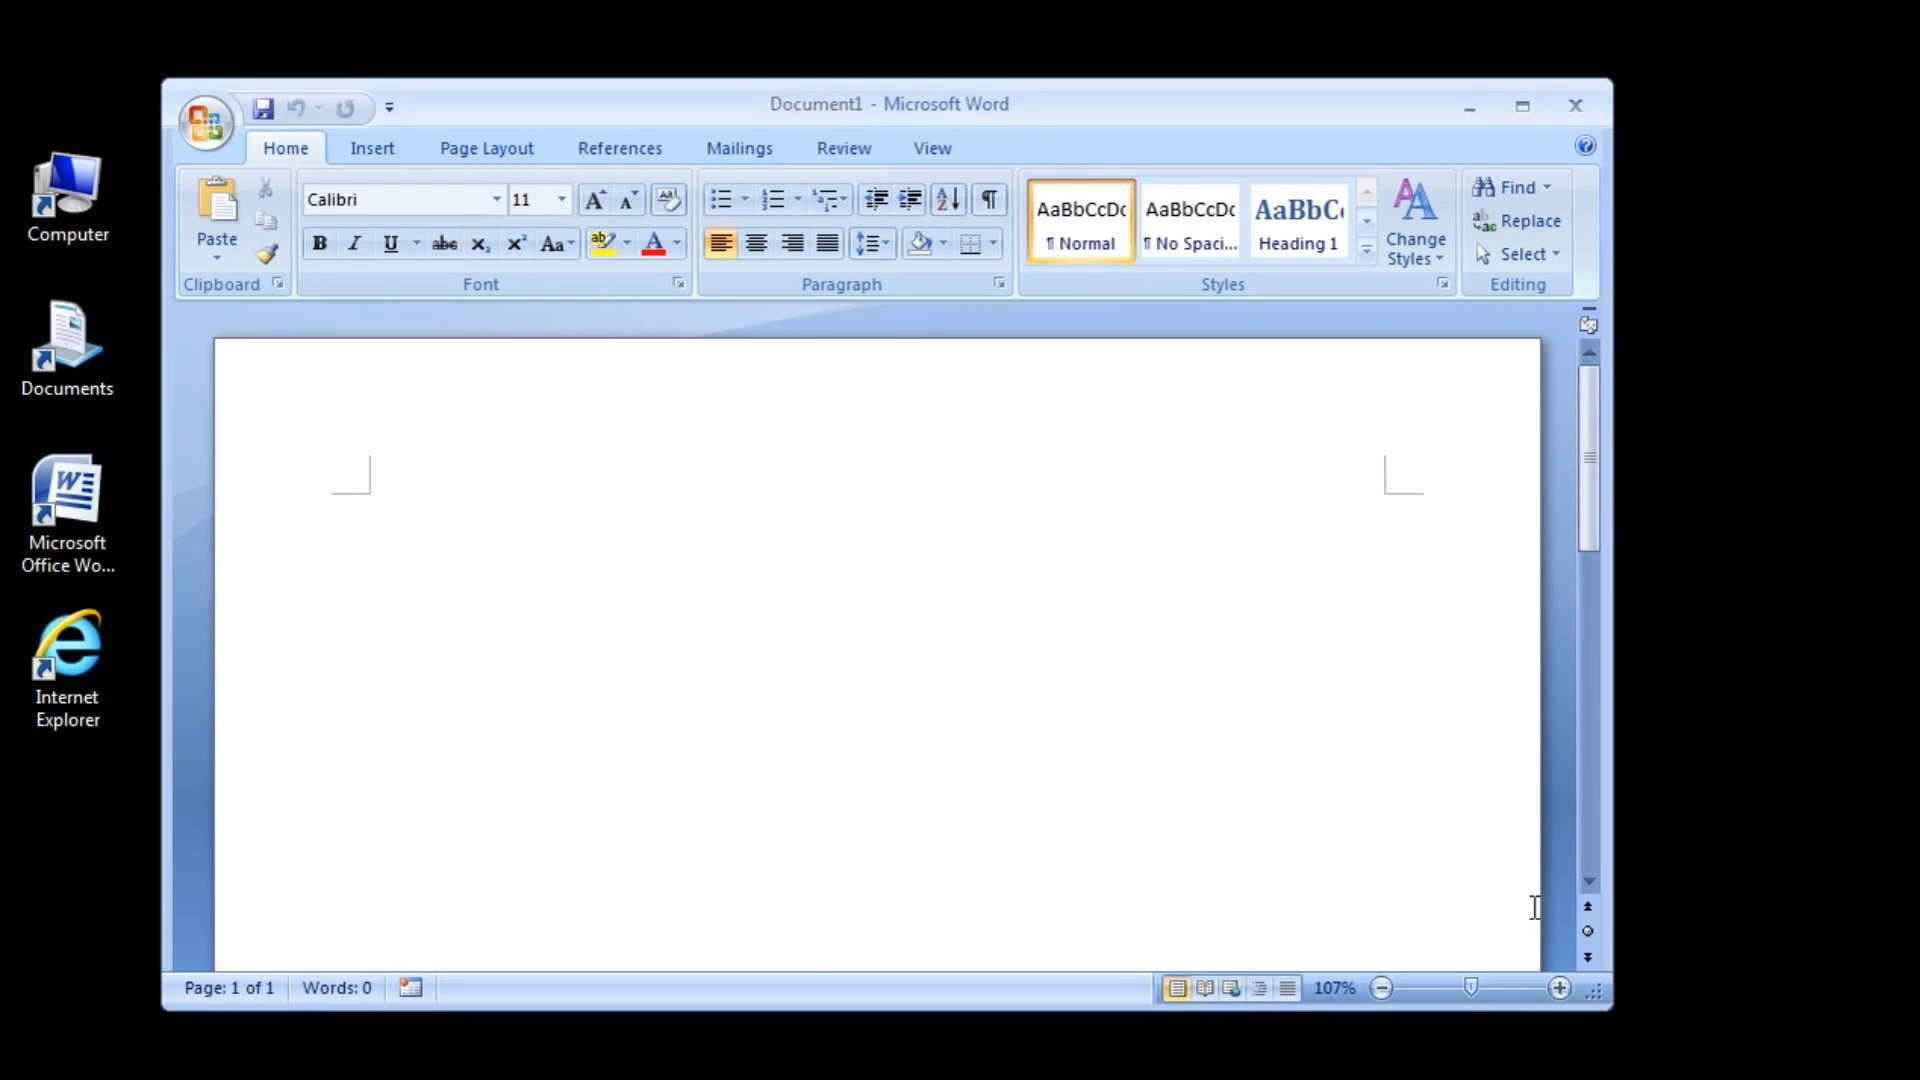 Document1 - Microsoft Word
Home Insert Page Layout References Mailings Review View
Calibri 11
AaBbCcDc AaBbCcDc AaBbC
Paste
¶ Normal ¶ No Spaci... Heading 1
Change
Styles
Find
Replace
Select
Clipboard Font Paragraph Styles Editing
Computer
Documents
Microsoft
Office Wo...
Internet
Explorer
Page: 1 of 1 Words: 0 107%